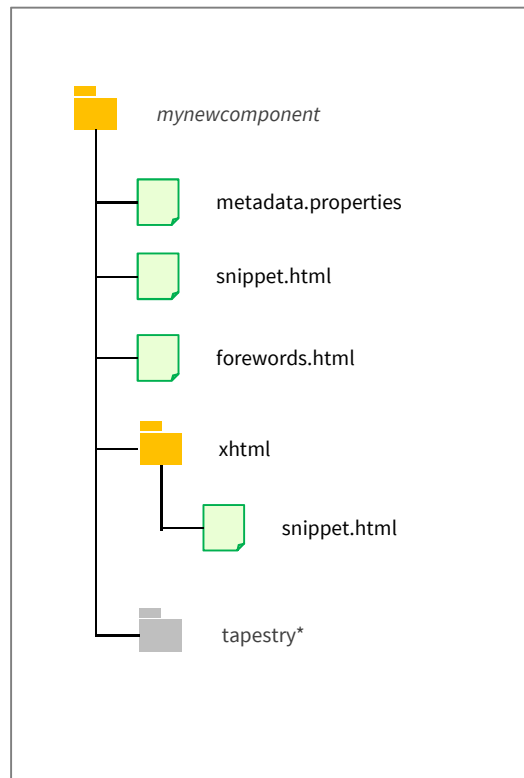 mynewcomponent
metadata.properties
snippet.html
forewords.html
xhtml
snippet.html
tapestry*